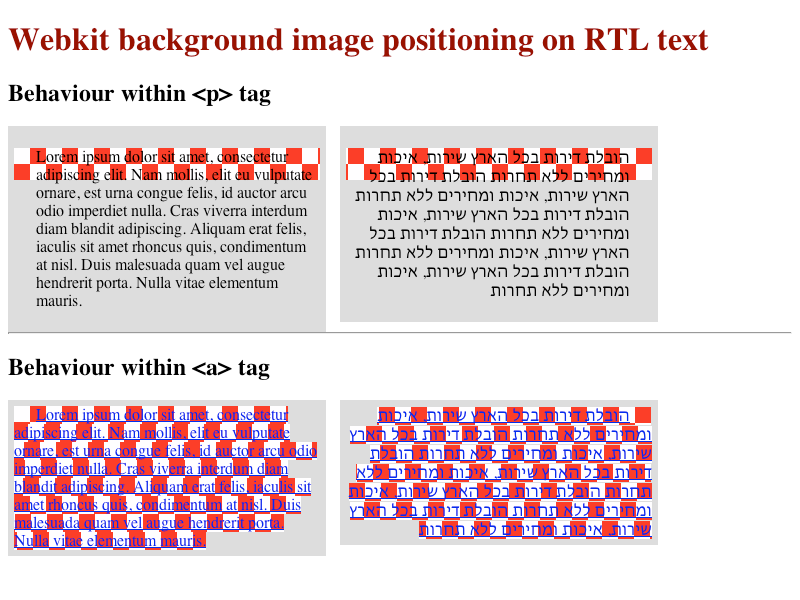 Webkit background image positioning on RTL text
Behaviour within <p> tag
Lorem ipsum dolor sit amet, consectetur
adipiscing elit. Nam mollis, elit eu vulputate
ornare, est urna congue felis, id auctor arcu
odio imperdiet nulla. Cras viverra interdum
diam blandit adipiscing. Aliquam erat felis,
iaculis sit amet rhoncus quis, condimentum
at nisl. Duis malesuada quam vel augue
hendrerit porta. Nulla vitae elementum
mauris.
הובלת דירות בכל הארץ שירות, איכות
ומחירים ללא תחרות הובלת דירות בכל
הארץ שירות, איכות ומחירים ללא תחרות
הובלת דירות בכל הארץ שירות, איכות
ומחירים ללא תחרות הובלת דירות בכל
הארץ שירות, איכות ומחירים ללא תחרות
הובלת דירות בכל הארץ שירות, איכות
ומחירים ללא תחרות
Behaviour within <a> tag
Lorem ipsum dolor sit amet, consectetur
adipiscing elit. Nam mollis, elit eu vulputate
ornare, est urna congue felis, id auctor arcu odio
imperdiet nulla. Cras viverra interdum diam
blandit adipiscing. Aliquam erat felis, iaculis sit
amet rhoncus quis, condimentum at nisl. Duis
malesuada quam vel augue hendrerit porta.
Nulla vitae elementum mauris.
הובלת דירות בכל הארץ שירות, איכות
ומחירים ללא תחרות הובלת דירות בכל הארץ
שירות, איכות ומחירים ללא תחרות הובלת
דירות בכל הארץ שירות, איכות ומחירים ללא
תחרות הובלת דירות בכל הארץ שירות, איכות
ומחירים ללא תחרות הובלת דירות בכל הארץ
שירות, איכות ומחירים ללא תחרות